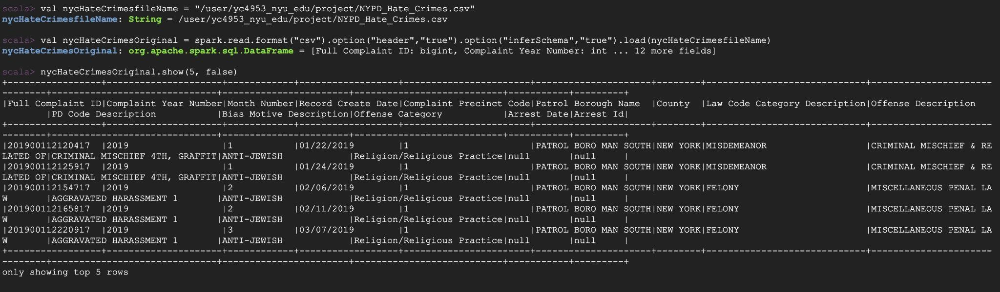 scala> val nycHateCrimesfileName = "/user/yc4953_nyu_edu/project/NYPD_Hate_Crimes.csv"
nycHateCrimesfileName: String = /user/yc4953_nyu_edu/project/NYPD_Hate_Crimes.csv
scala> val nycHateCrimesOriginal = spark.read.format("csv").option("header","true").option("inferSchema","true").load(nycHateCrimesfileName)
nycHateCrimesOriginal: org.apache.spark.sql.DataFrame = [Full Complaint ID: bigint, Complaint Year Number: int ... 12 more fields]
scala> nycHateCrimesOriginal.show(5, false)
+-----------------+---------------------+------------+------------------+-----------------------+---------------------+--------+-----------------------------+----------------------
--------+------------------------------+-----------------------+---------------------------+-----------+---------+
|Full Complaint ID|Complaint Year Number|Month Number|Record Create Date|Complaint Precinct Code|Patrol Borough Name  |County  |Law Code Category Description|Offense Description
        |PD Code Description           |Bias Motive Description|Offense Category           |Arrest Date|Arrest Id|
+-----------------+---------------------+------------+------------------+-----------------------+---------------------+--------+-----------------------------+----------------------
--------+------------------------------+-----------------------+---------------------------+-----------+---------+
|201900112120417  |2019                 |1           |01/22/2019        |1                      |PATROL BORO MAN SOUTH|NEW YORK|MISDEMEANOR                  |CRIMINAL MISCHIEF & RE
LATED OF|CRIMINAL MISCHIEF 4TH, GRAFFIT|ANTI-JEWISH            |Religion/Religious Practice|null       |null     |
|201900112125917  |2019                 |1           |01/24/2019        |1                      |PATROL BORO MAN SOUTH|NEW YORK|MISDEMEANOR                  |CRIMINAL MISCHIEF & RE
LATED OF|CRIMINAL MISCHIEF 4TH, GRAFFIT|ANTI-JEWISH            |Religion/Religious Practice|null       |null     |
|201900112154717  |2019                 |2           |02/06/2019        |1                      |PATROL BORO MAN SOUTH|NEW YORK|FELONY                       |MISCELLANEOUS PENAL LA
W       |AGGRAVATED HARASSMENT 1       |ANTI-JEWISH            |Religion/Religious Practice|null       |null     |
|201900112165817  |2019                 |2           |02/11/2019        |1                      |PATROL BORO MAN SOUTH|NEW YORK|FELONY                       |MISCELLANEOUS PENAL LA
W       |AGGRAVATED HARASSMENT 1       |ANTI-JEWISH            |Religion/Religious Practice|null       |null     |
|201900112220917  |2019                 |3           |03/07/2019        |1                      |PATROL BORO MAN SOUTH|NEW YORK|FELONY                       |MISCELLANEOUS PENAL LA
W       |AGGRAVATED HARASSMENT 1       |ANTI-JEWISH            |Religion/Religious Practice|null       |null     |
+-----------------+---------------------+------------+------------------+-----------------------+---------------------+--------+-----------------------------+----------------------
--------+------------------------------+-----------------------+---------------------------+-----------+---------+
only showing top 5 rows